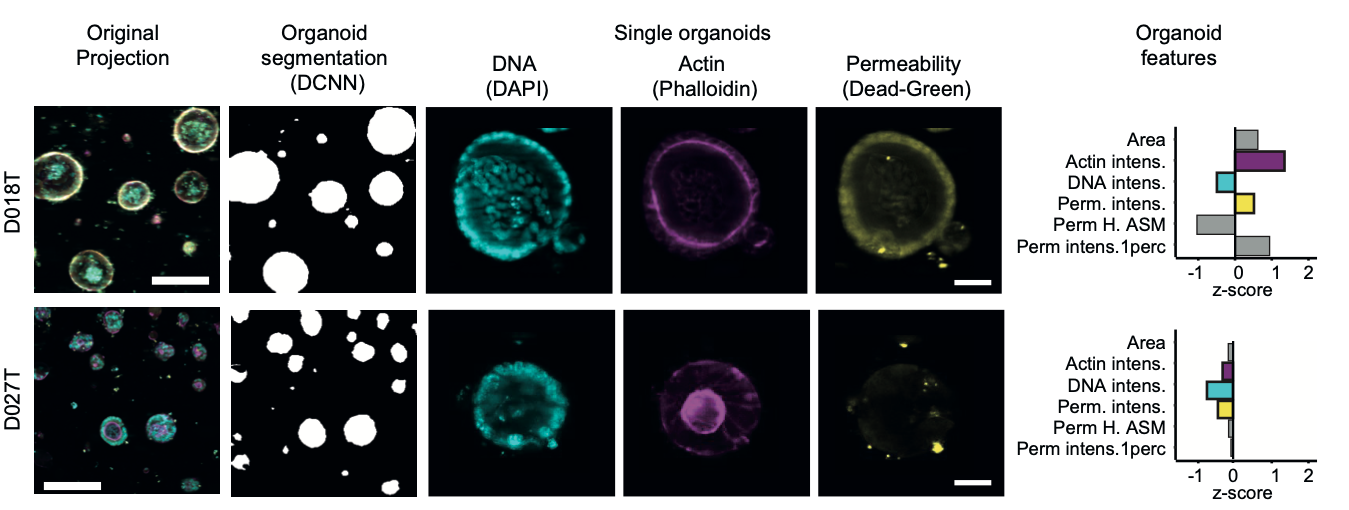 Original
Projection
Organoid
segmentation
(DCNN)
Single organoids
DNA
(DAPI)
Actin
(Phalloidin)
Permeability
(Dead-Green)
Organoid
features
D018T
Area
Actin intens.
DNA intens.
Perm. intens.
Perm H. ASM
Perm intens.1perc
-1 0 1 2
z-score
D027T
Area
Actin intens.
DNA intens.
Perm. intens.
Perm H. ASM
Perm intens.1perc
-1 0 1 2
z-score